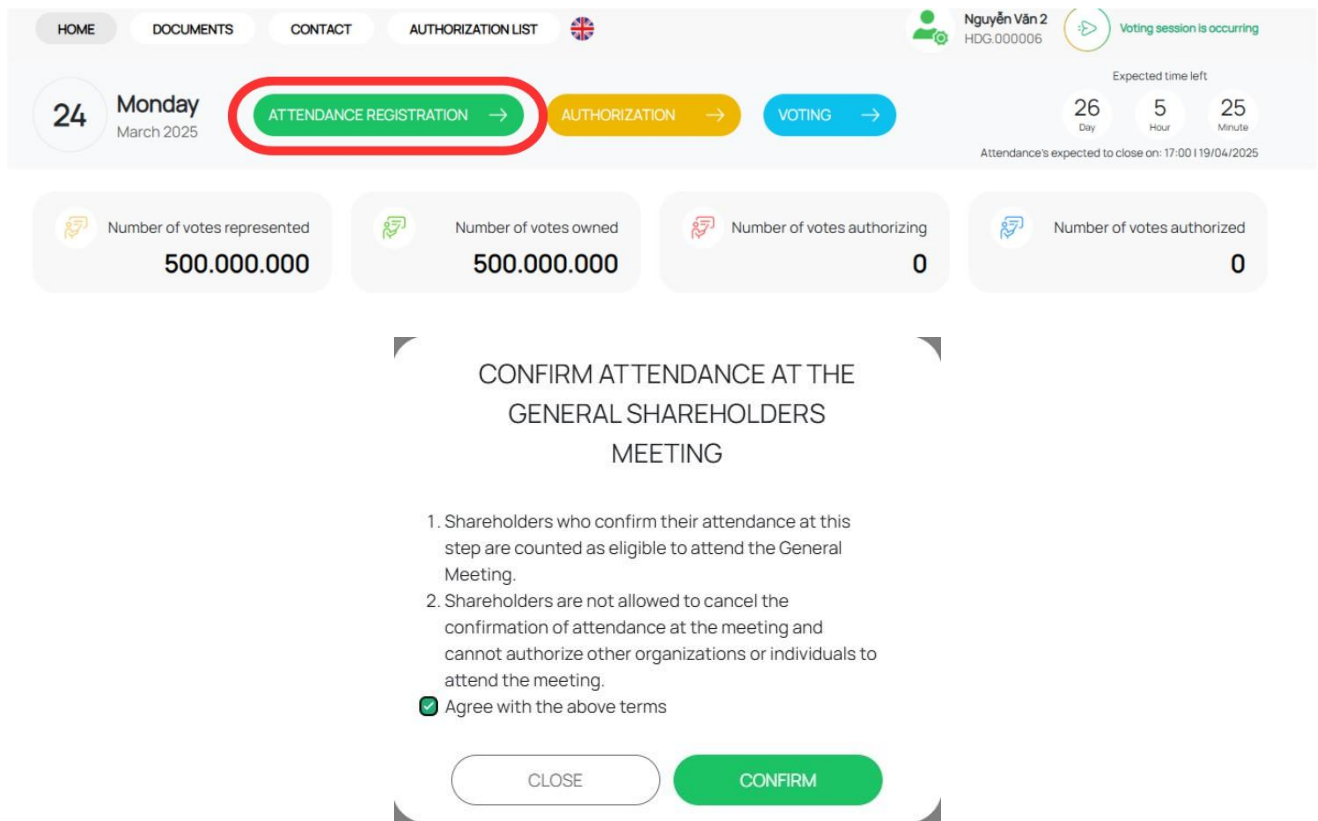 HOME DOCUMENTS CONTACT AUTHORIZATION LIST
Nguyễn Văn 2
HDG.000006
Voting session is occurring
24
Monday
March 2025
ATTENDANCE REGISTRATION
AUTHORIZATION
VOTING
Expected time left
26 5 25
Day Hour Minute
Attendance's expected to close on: 17:00 | 19/04/2025
Number of votes represented
500.000.000
Number of votes owned
500.000.000
Number of votes authorizing
0
Number of votes authorized
0
CONFIRM ATTENDANCE AT THE
GENERAL SHAREHOLDERS
MEETING
1. Shareholders who confirm their attendance at this
step are counted as eligible to attend the General
Meeting.
2. Shareholders are not allowed to cancel the
confirmation of attendance at the meeting and
cannot authorize other organizations or individuals to
attend the meeting.
Agree with the above terms
CLOSE CONFIRM